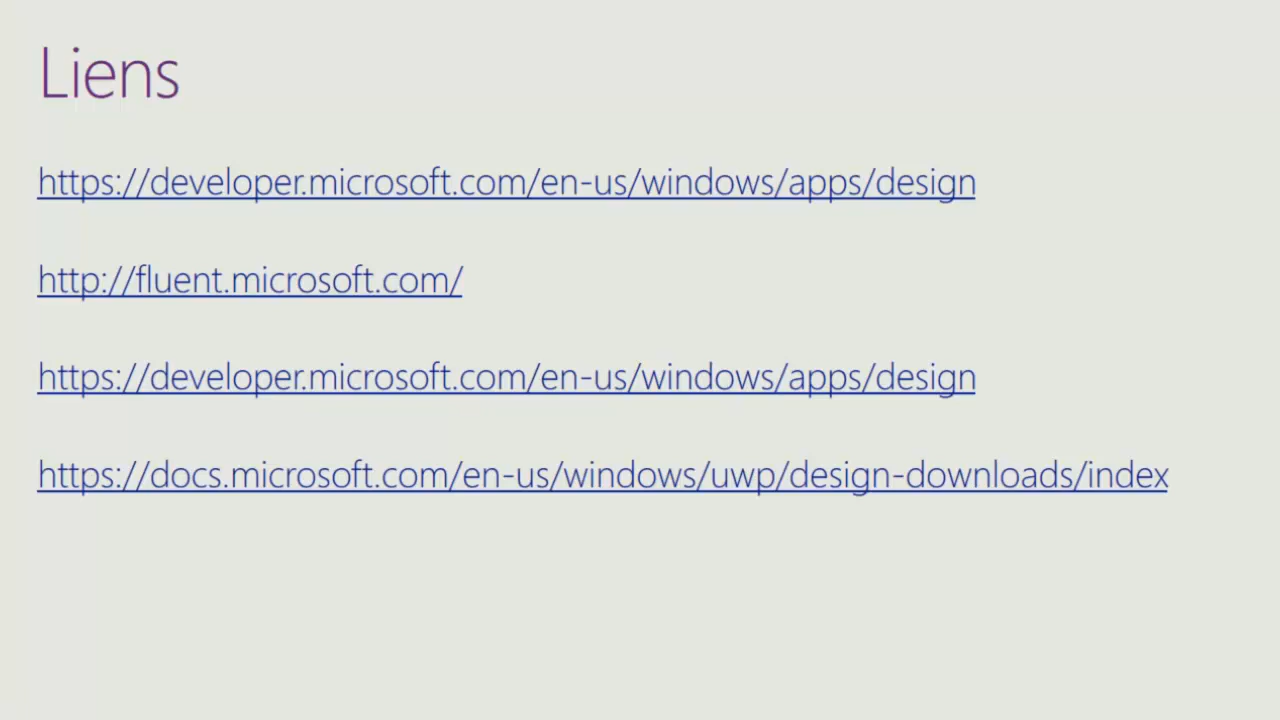 Liens
https://developer.microsoft.com/en-us/windows/apps/design
http://fluent.microsoft.com/
https://developer.microsoft.com/en-us/windows/apps/design
https://docs.microsoft.com/en-us/windows/uwp/design-downloads/index